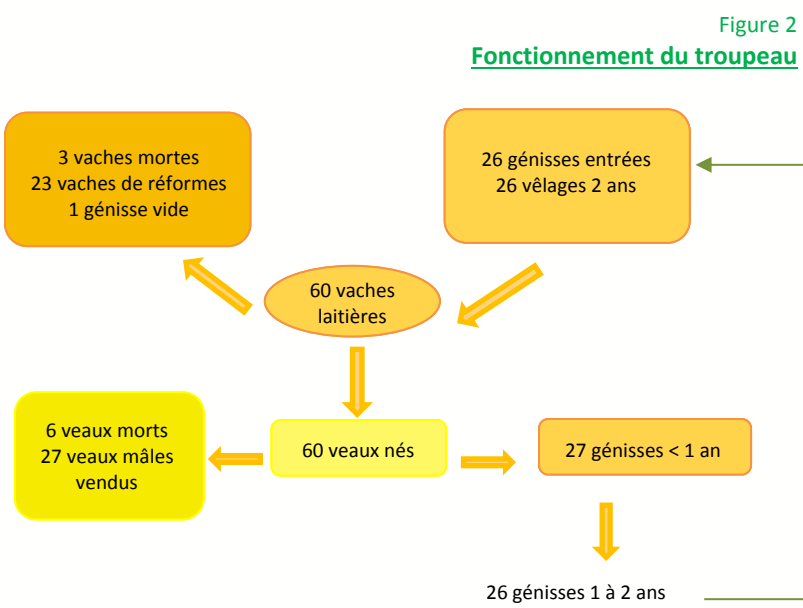 Figure 2
Fonctionnement du troupeau
3 vaches mortes
23 vaches de réformes
1 génisse vide
26 génisses entrées
26 vêlages 2 ans
60 vaches
laitières
6 veaux morts
27 veaux mâles
vendus
60 veaux nés
27 génisses < 1 an
26 génisses 1 à 2 ans